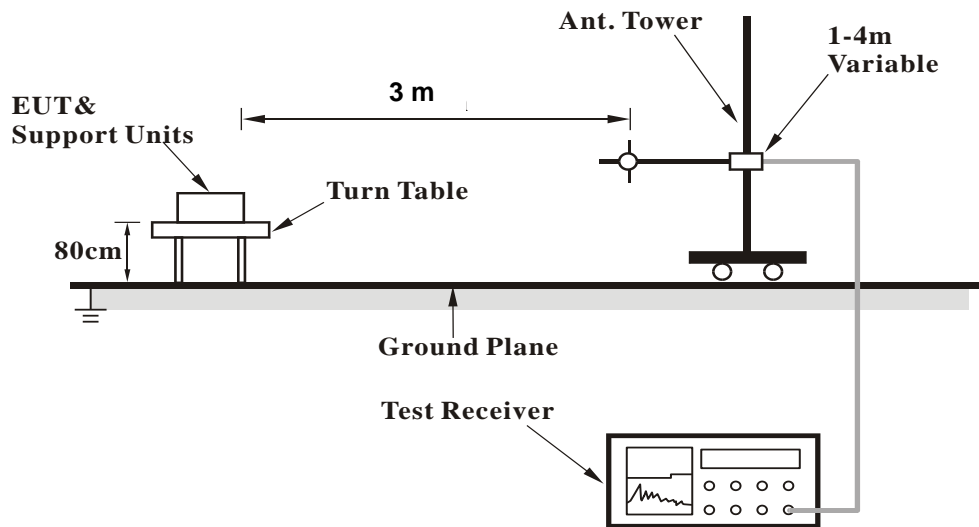 Ant. Tower
1-4m
Variable
3 m
EUT&
Support Units
Turn Table
80cm
Ground Plane
Test Receiver